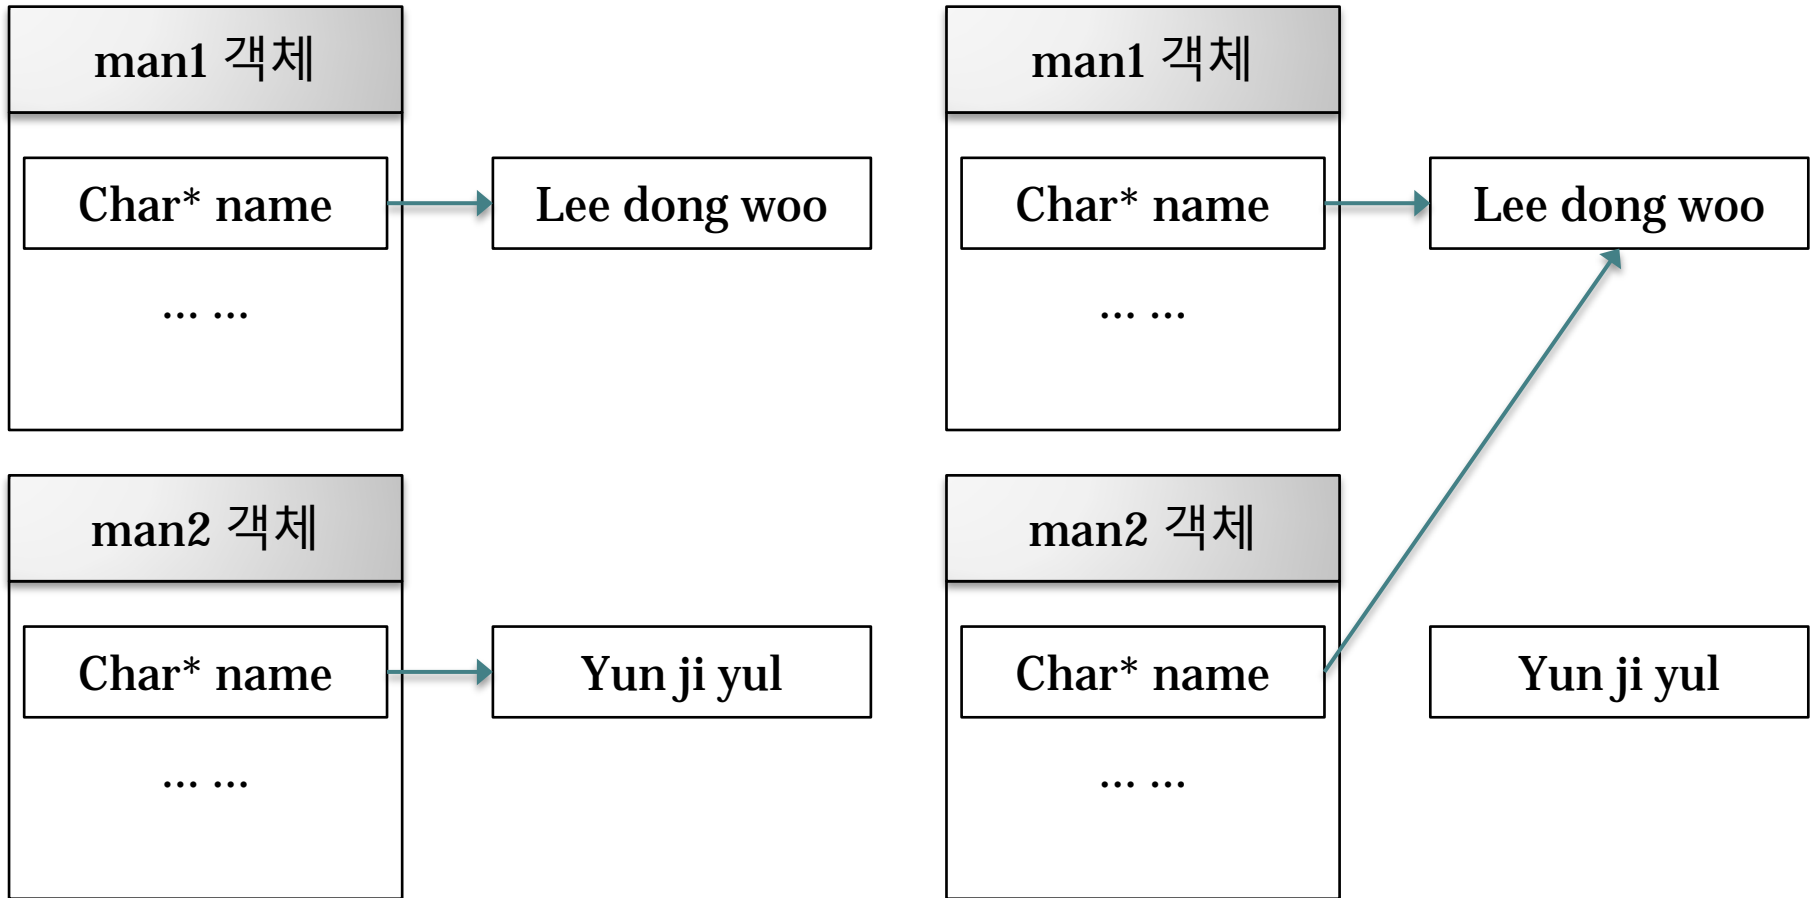 man1 객체
Char* name
Lee dong woo
... ...
man2 객체
Char* name
Yun ji yul
... ...
man1 객체
Char* name
Lee dong woo
... ...
man2 객체
Char* name
Yun ji yul
... ...